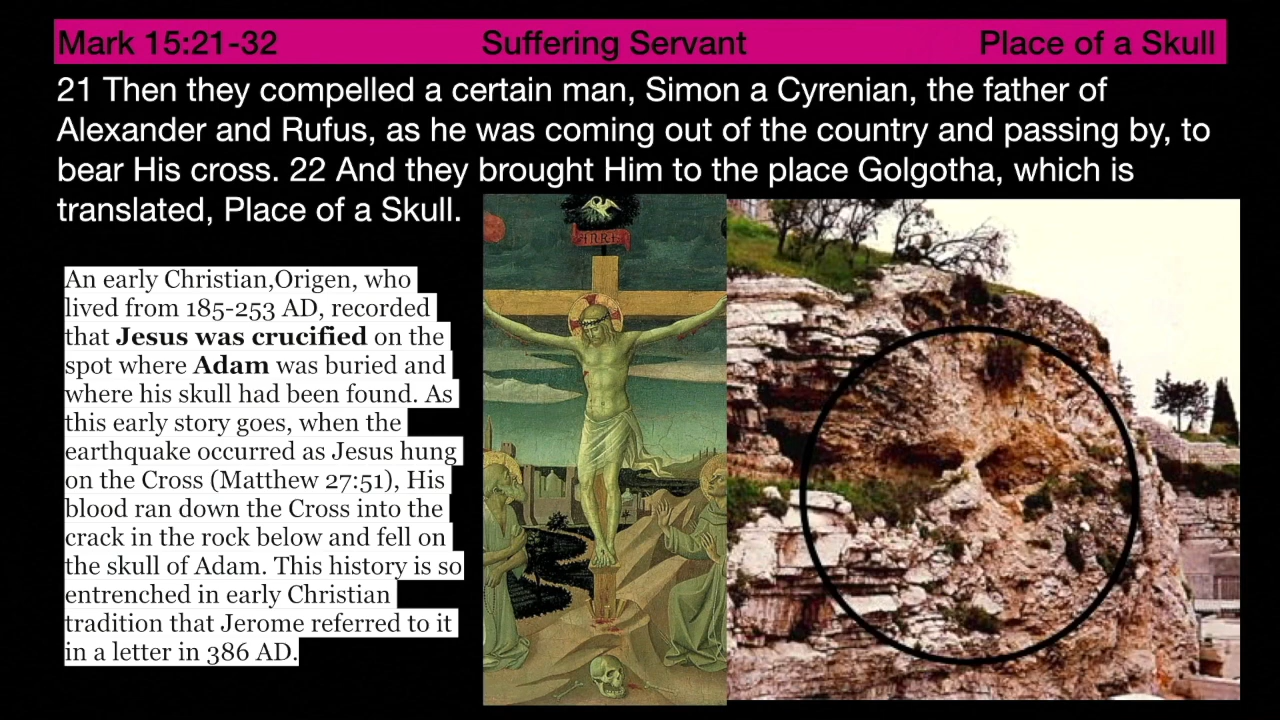 Mark 15:21-32 Suffering Servant Place of a Skull
21 Then they compelled a certain man, Simon a Cyrenian, the father of
Alexander and Rufus, as he was coming out of the country and passing by, to
bear His cross. 22 And they brought Him to the place Golgotha, which is
translated, Place of a Skull.
An early Christian,Origen, who
lived from 185-253 AD, recorded
that Jesus was crucified on the
spot where Adam was buried and
where his skull had been found. As
this early story goes, when the
earthquake occurred as Jesus hung
on the Cross (Matthew 27:51), His
blood ran down the Cross into the
crack in the rock below and fell on
the skull of Adam. This history is so
entrenched in early Christian
tradition that Jerome referred to it
in a letter in 386 AD.